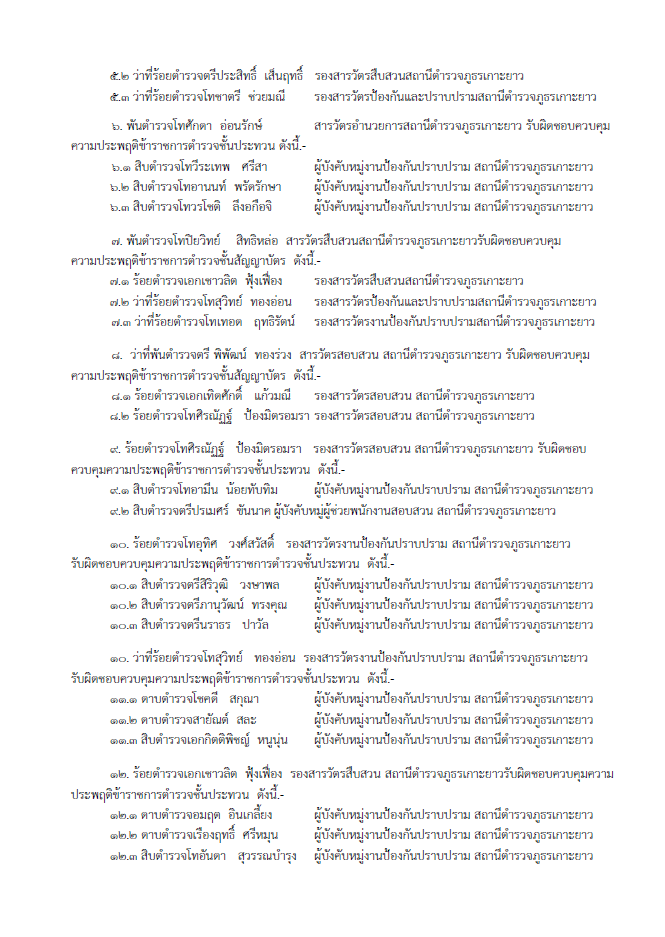 ๕.๒ ว่าที่ร้อยตำรวจตรีประสิทธิ์ เส็นฤทธิ์ รองสารวัตรสืบสวนสถานีตำรวจภูธรเกาะยาว
๕.๓ ว่าที่ร้อยตำรวจโทชาตรี ช่วยมณี รองสารวัตรป้องกันและปราบปรามสถานีตำรวจภูธรเกาะยาว
๖. พันตำรวจโทศักดา อ่อนรักษ์ สารวัตรอำนวยการสถานีตำรวจภูธรเกาะยาว รับผิดชอบควบคุม
ความประพฤติข้าราชการตำรวจชั้นประทวน ดังนี้.-
๖.๑ สิบตำรวจโทวีระเทพ ศรีสา ผู้บังคับหมู่งานป้องกันปราบปราม สถานีตำรวจภูธรเกาะยาว
๖.๒ สิบตำรวจโทอานนท์ พรัดรักษา ผู้บังคับหมู่งานป้องกันปราบปราม สถานีตำรวจภูธรเกาะยาว
๖.๓ สิบตำรวจโทวรโชติ ลึงอกือจิ ผู้บังคับหมู่งานป้องกันปราบปราม สถานีตำรวจภูธรเกาะยาว
๗. พันตำรวจโทปิยวิทย์ สิทธิหล่อ สารวัตรสืบสวนสถานีตำรวจภูธรเกาะยาวรับผิดชอบควบคุม
ความประพฤติข้าราชการตำรวจชั้นสัญญาบัตร ดังนี้.-
๗.๑ ร้อยตำรวจเอกเชาวลิต ฟุ้งเฟื่อง รองสารวัตรสืบสวนสถานีตำรวจภูธรเกาะยาว
๗.๒ ว่าที่ร้อยตำรวจโทสุวิทย์ ทองอ่อน รองสารวัตรป้องกันและปราบปรามสถานีตำรวจภูธรเกาะยาว
๗.๓ ว่าที่ร้อยตำรวจโทเทอด ฤทธิรัตน์ รองสารวัตรงานป้องกันปราบปรามสถานีตำรวจภูธรเกาะยาว
๘. ว่าที่พันตำรวจตรี พิพัฒน์ ทองร่วง สารวัตรสอบสวน สถานีตำรวจภูธรเกาะยาว รับผิดชอบควบคุม
ความประพฤติข้าราชการตำรวจชั้นสัญญาบัตร ดังนี้.-
๘.๑ ร้อยตำรวจเอกเทิดศักดิ์ แก้วมณี รองสารวัตรสอบสวน สถานีตำรวจภูธรเกาะยาว
๘.๒ ร้อยตำรวจโทศิรณัฏฐ์ ป้องมิตรอมรา รองสารวัตรสอบสวน สถานีตำรวจภูธรเกาะยาว
๙. ร้อยตำรวจโทศิรณัฏฐ์ ป้องมิตรอมรา รองสารวัตรสอบสวน สถานีตำรวจภูธรเกาะยาว รับผิดชอบ
ควบคุมความประพฤติข้าราชการตำรวจชั้นประทวน ดังนี้.-
๙.๑ สิบตำรวจโทอามีน น้อยทับทิม ผู้บังคับหมู่งานป้องกันปราบปราม สถานีตำรวจภูธรเกาะยาว
๙.๒ สิบตำรวจตรีปรเมศร์ ขันนาค ผู้บังคับหมู่ผู้ช่วยพนักงานสอบสวน สถานีตำรวจภูธรเกาะยาว
๑๐. ร้อยตำรวจโทอุทิศ วงศ์สวัสดิ์ รองสารวัตรงานป้องกันปราบปราม สถานีตำรวจภูธรเกาะยาว
รับผิดชอบควบคุมความประพฤติข้าราชการตำรวจชั้นประทวน ดังนี้.-
๑๐.๑ สิบตำรวจตรีสิริวุฒิ วงษาพล ผู้บังคับหมู่งานป้องกันปราบปราม สถานีตำรวจภูธรเกาะยาว
๑๐.๒ สิบตำรวจตรีภานุวัฒน์ ทรงคุณ ผู้บังคับหมู่งานป้องกันปราบปราม สถานีตำรวจภูธรเกาะยาว
๑๐.๓ สิบตำรวจตรีนราธร ปาวัล ผู้บังคับหมู่งานป้องกันปราบปราม สถานีตำรวจภูธรเกาะยาว
๑๐. ว่าที่ร้อยตำรวจโทสุวิทย์ ทองอ่อน รองสารวัตรงานป้องกันปราบปราม สถานีตำรวจภูธรเกาะยาว
รับผิดชอบควบคุมความประพฤติข้าราชการตำรวจชั้นประทวน ดังนี้.-
๑๑.๑ ดาบตำรวจโชคดี สกุณา ผู้บังคับหมู่งานป้องกันปราบปราม สถานีตำรวจภูธรเกาะยาว
๑๑.๒ ดาบตำรวจสายัณต์ สละ ผู้บังคับหมู่งานป้องกันปราบปราม สถานีตำรวจภูธรเกาะยาว
๑๑.๓ สิบตำรวจเอกกิตติพิชญ์ หนูนุ่น ผู้บังคับหมู่งานป้องกันปราบปราม สถานีตำรวจภูธรเกาะยาว
๑๒. ร้อยตำรวจเอกเชาวลิต ฟุ้งเฟื่อง รองสารวัตรสืบสวน สถานีตำรวจภูธรเกาะยาวรับผิดชอบควบคุมความ
ประพฤติข้าราชการตำรวจชั้นประทวน ดังนี้.-
๑๒.๑ ดาบตำรวจอมฤต อินเกลี้ยง ผู้บังคับหมู่งานป้องกันปราบปราม สถานีตำรวจภูธรเกาะยาว
๑๒.๒ ดาบตำรวจเรืองฤทธิ์ ศรีหมุน ผู้บังคับหมู่งานป้องกันปราบปราม สถานีตำรวจภูธรเกาะยาว
๑๒.๓ สิบตำรวจโทอันดา สุวรรณบำรุง ผู้บังคับหมู่งานป้องกันปราบปราม สถานีตำรวจภูธรเกาะยาว